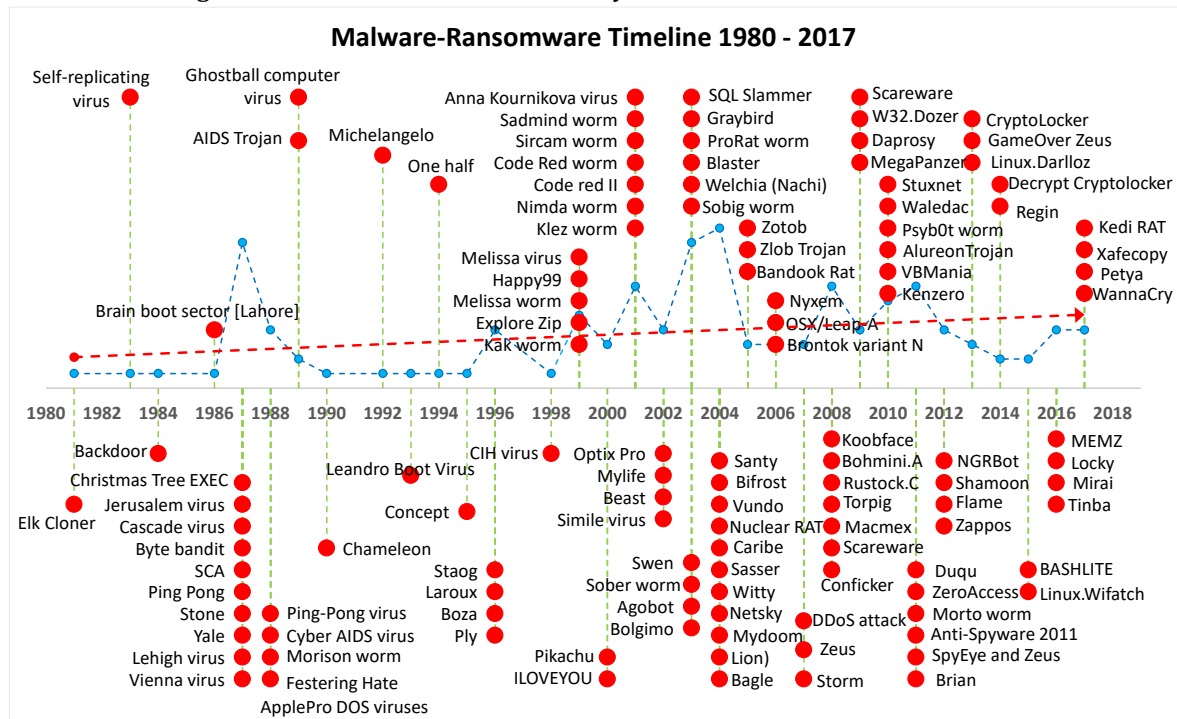 Malware-Ransomware Timeline 1980 - 2017
Self-replicating
virus
Ghostball computer
virus
AIDS Trojan
Michelangelo
One half
Brain boot sector [Lahore]
Anna Kournikova virus
Sadmind worm
Sircam worm
Code Red worm
Code red II
Nimda worm
Klez worm
Melissa virus
Happy99
Melissa worm
Explore Zip
Kak worm
SQL Slammer
Graybird
ProRat worm
Blaster
Welchia (Nachi)
Sobig worm
Zotob
Zlob Trojan
Bandook Rat
Nyxem
OSX/Leap-A
Brontok variant N
Scareware
W32.Dozer
Daprosy
MegaPanzer
Stuxnet
Waledac
Psyb0t worm
AlureonTrojan
VBMania
Kenzero
CryptoLocker
GameOver Zeus
Linux.Darlloz
Decrypt Cryptolocker
Regin
Kedi RAT
Xafecopy
Petya
WannaCry
1980 1982 1984 1986 1988 1990 1992 1994 1996 1998 2000 2002 2004 2006 2008 2010 2012 2014 2016 2018
Backdoor
Elk Cloner
Christmas Tree EXEC
Jerusalem virus
Cascade virus
Byte bandit
SCA
Ping Pong
Stone
Yale
Lehigh virus
Vienna virus
Ping-Pong virus
Cyber AIDS virus
Morison worm
Festering Hate
ApplePro DOS viruses
Chameleon
Leandro Boot Virus
Concept
Staog
Laroux
Boza
Ply
CIH virus
Pikachu
ILOVEYOU
Optix Pro
Mylife
Beast
Simile virus
Swen
Sober worm
Agobot
Bolgimo
Santy
Bifrost
Vundo
Nuclear RAT
Caribe
Sasser
Witty
Netsky
Mydoom
Lion)
Bagle
DDoS attack
Zeus
Storm
Koobface
Bohmini.A
Rustock.C
Torpig
Macmex
Scareware
Conficker
Duqu
ZeroAccess
Morto worm
Anti-Spyware 2011
SpyEye and Zeus
Brian
NGRBot
Shamoon
Flame
Zappos
BASHLITE
Linux.Wifatch
MEMZ
Locky
Mirai
Tinba